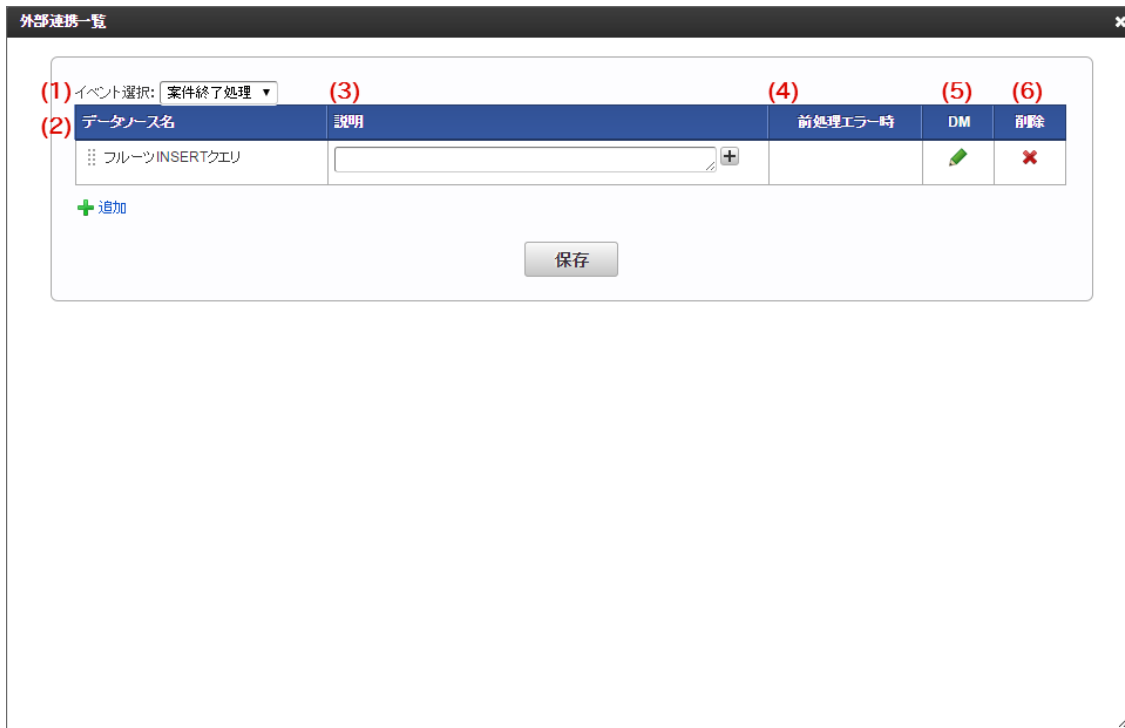 外部連携一覧
(1) イベント選択: 案件終了処理 (3) (4) (5) (6)
(2) データソース名 説明 前処理エラー時 DM 削除
フルーツINSERTクエリ
追加
保存